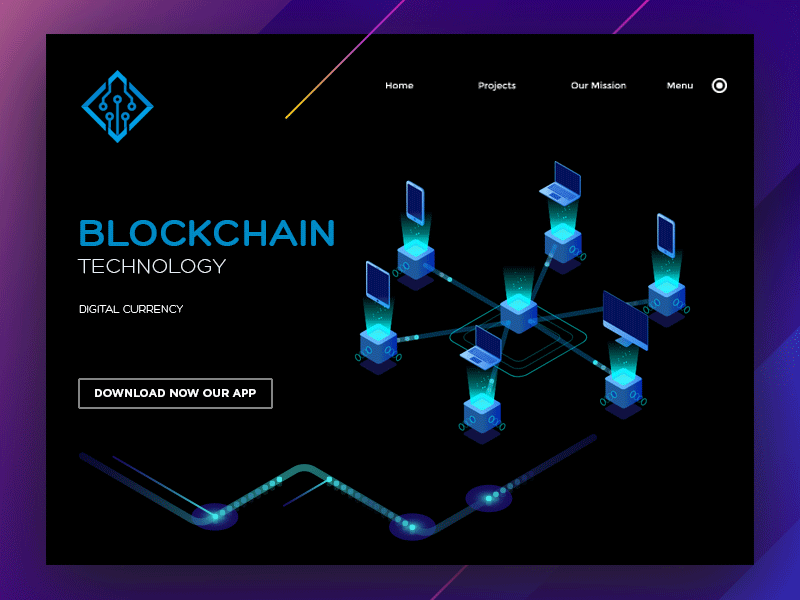 Home
Projects
Our Mission
Menu
BLOCKCHAIN
TECHNOLOGY
DIGITAL CURRENCY
DOWNLOAD NOW OUR APP